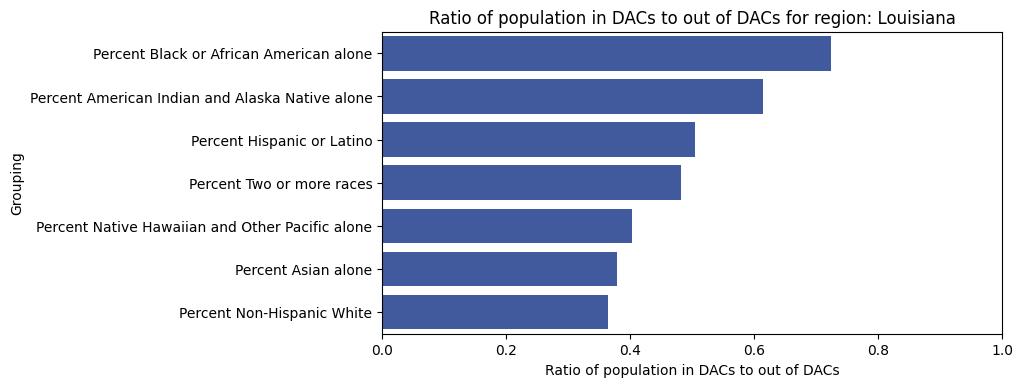 Ratio of population in DACs to out of DACs for region: Louisiana
Grouping
Percent Black or African American alone
Percent American Indian and Alaska Native alone
Percent Hispanic or Latino
Percent Two or more races
Percent Native Hawaiian and Other Pacific alone
Percent Asian alone
Percent Non-Hispanic White
0.0 0.2 0.4 0.6 0.8 1.0
Ratio of population in DACs to out of DACs